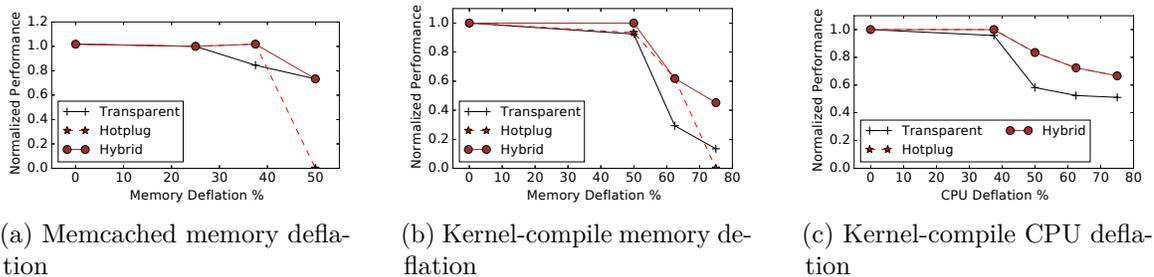 Normalized Performance
1.2
1.0
0.8
0.6
0.4
0.2
0.0
Transparent
Hotplug
Hybrid
0 10 20 30 40 50
Memory Deflation %
(a) Memcached memory defla-
tion
Normalized Performance
1.0
0.8
0.6
0.4
0.2
0.0
Transparent
Hotplug
Hybrid
0 10 20 30 40 50 60 70 80
Memory Deflation %
(b) Kernel-compile memory de-
flation
Normalized Performance
1.0
0.8
0.6
0.4
0.2
0.0
Transparent Hybrid
Hotplug
0 10 20 30 40 50 60 70 80
CPU Deflation %
(c) Kernel-compile CPU defla-
tion